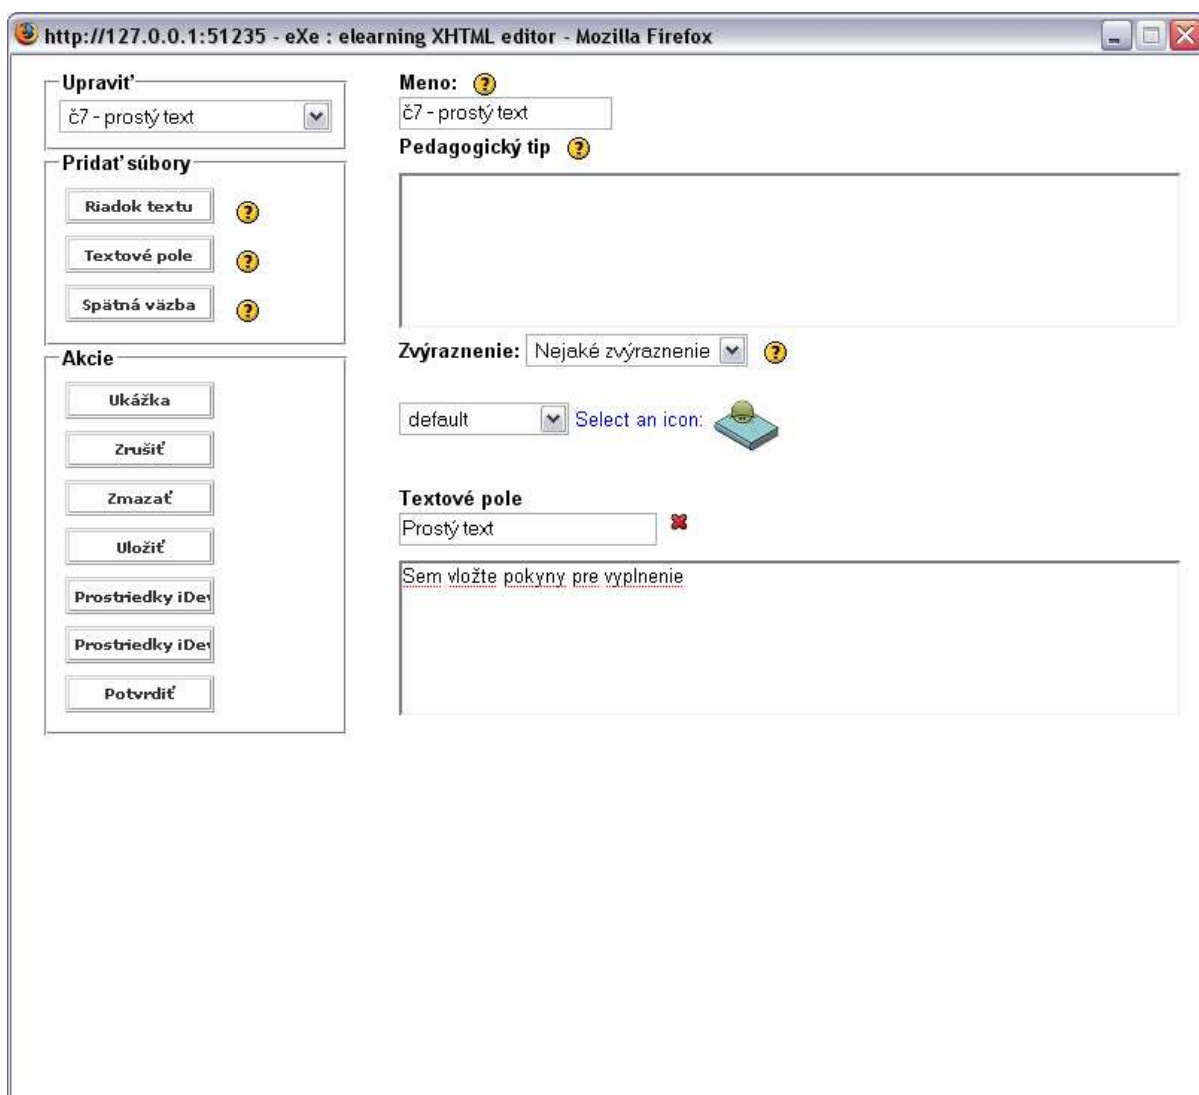 http://127.0.0.1:51235 - eXe : elearning XHTML editor - Mozilla Firefox
Upraviť
č7 - prostý text
Pridať súbory
Riadok textu
Textové pole
Spätná väzba
Akcie
Ukážka
Zrušiť
Zmazať
Uložiť
Prostriedky iDev
Prostriedky iDev
Potvrdiť
Meno:
č7 - prostý text
Pedagogický tip
Zvýraznenie: Nejaké zvýraznenie
default Select an icon:
Textové pole
Prostý text
Sem vložte pokyny pre vyplnenie